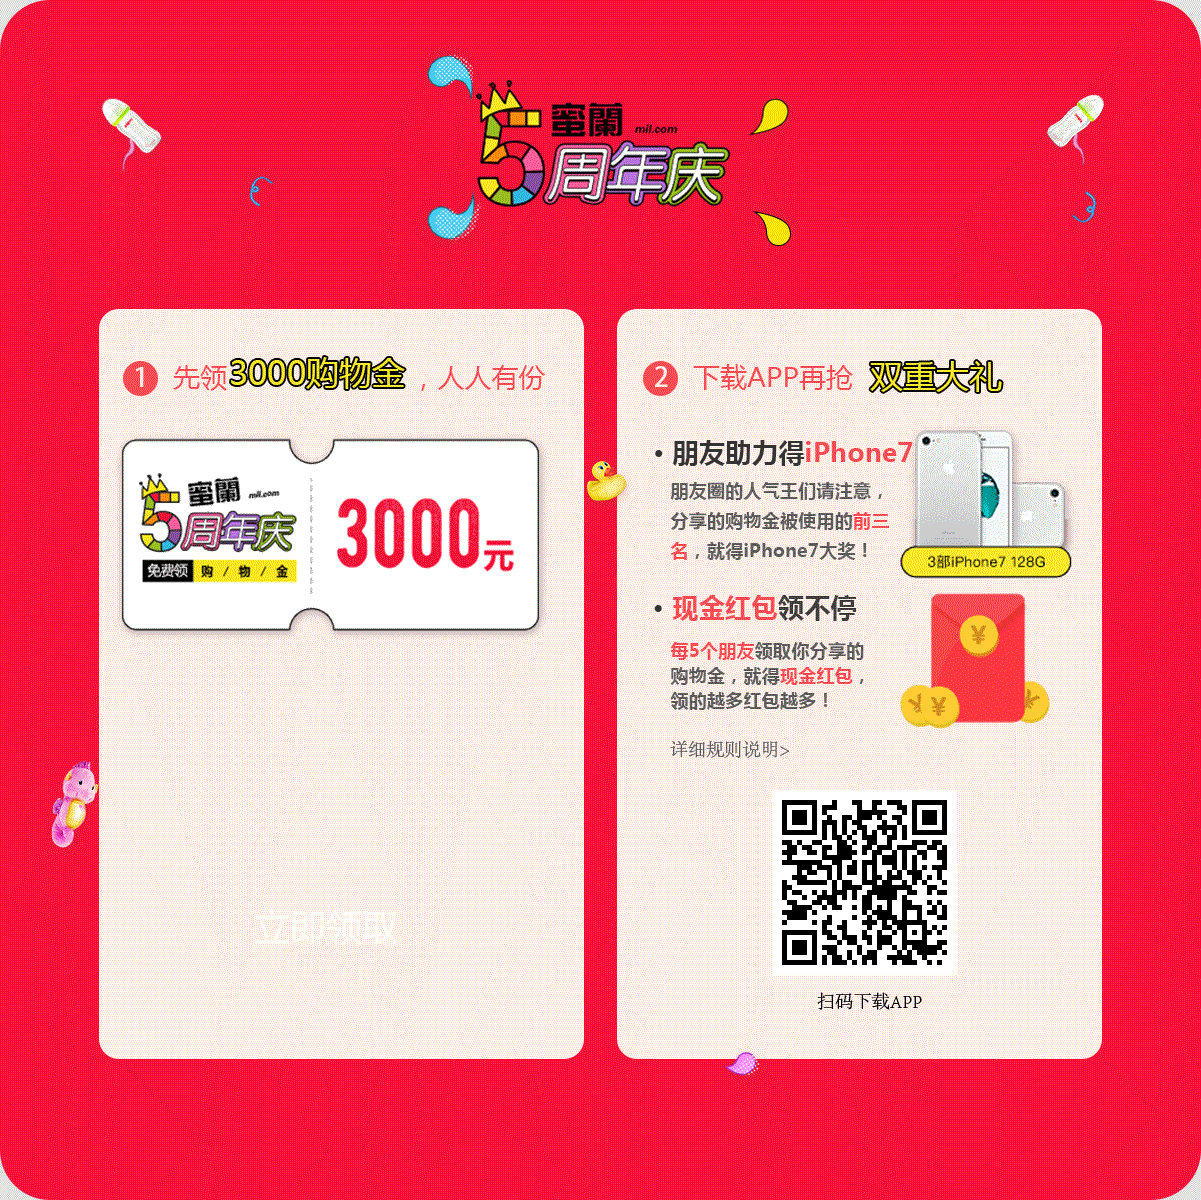 蜜蘭 mil.com
5周年庆
1 先领3000购物金，人人有份
蜜蘭 mil.com
5周年庆
免费领 购/物/金
3000元
立即领取
2 下载APP再抢 双重大礼
·朋友助力得iPhone7
朋友圈的人气王们请注意，
分享的购物金被使用的前三
名，就得iPhone7大奖！
3部iPhone7 128G
·现金红包领不停
每5个朋友领取你分享的
购物金，就得现金红包，
领的越多红包越多！
¥
¥
¥
¥
详细规则说明>
扫码下载APP